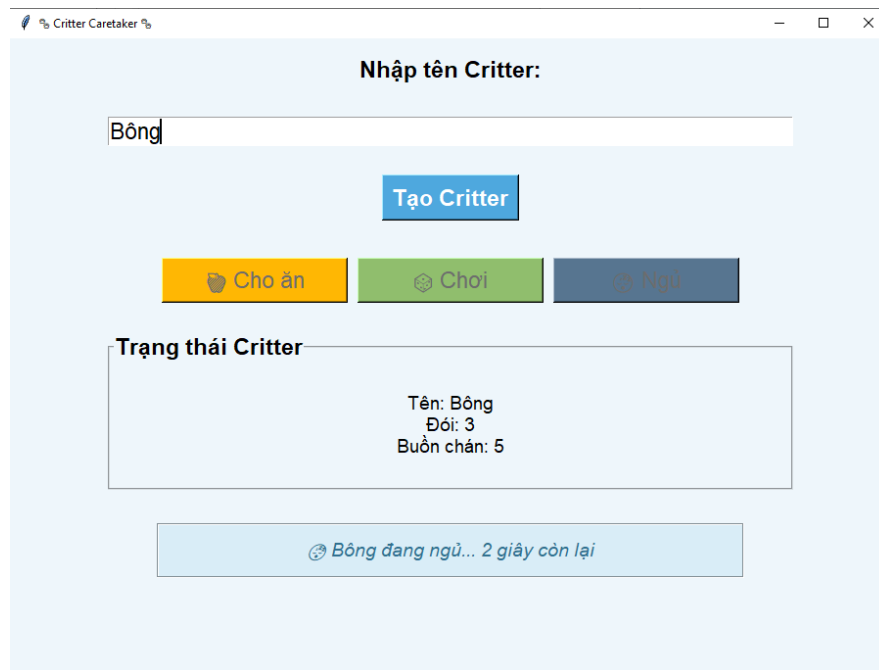 Critter Caretaker
Nhập tên Critter:
Bông
Tạo Critter
Cho ăn
Chơi
Ngủ
Trạng thái Critter
Tên: Bông
Đói: 3
Buồn chán: 5
Bông đang ngủ... 2 giây còn lại